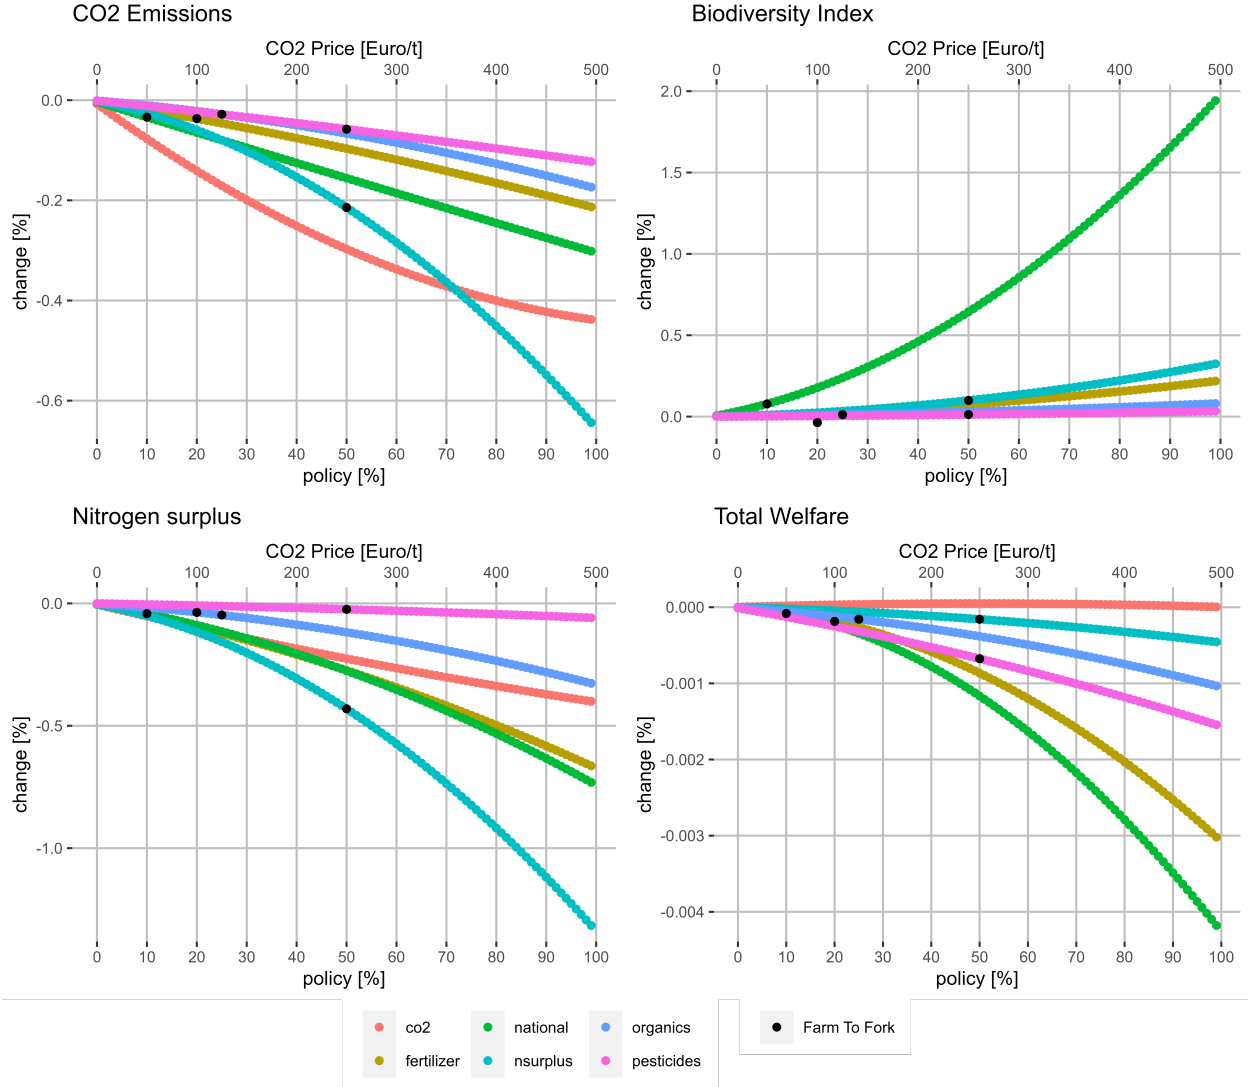 CO2 Emissions
CO2 Price [Euro/t]
0 100 200 300 400 500
0.0
-0.2
-0.4
-0.6
change [%]
0 10 20 30 40 50 60 70 80 90 100
policy [%]
Biodiversity Index
CO2 Price [Euro/t]
0 100 200 300 400 500
2.0
1.5
1.0
0.5
0.0
change [%]
0 10 20 30 40 50 60 70 80 90 100
policy [%]
Nitrogen surplus
CO2 Price [Euro/t]
0 100 200 300 400 500
0.0
-0.5
-1.0
change [%]
0 10 20 30 40 50 60 70 80 90 100
policy [%]
Total Welfare
CO2 Price [Euro/t]
0 100 200 300 400 500
0.000
-0.001
-0.002
-0.003
-0.004
change [%]
0 10 20 30 40 50 60 70 80 90 100
policy [%]
co2 national organics
fertilizer nsurplus pesticides
Farm To Fork